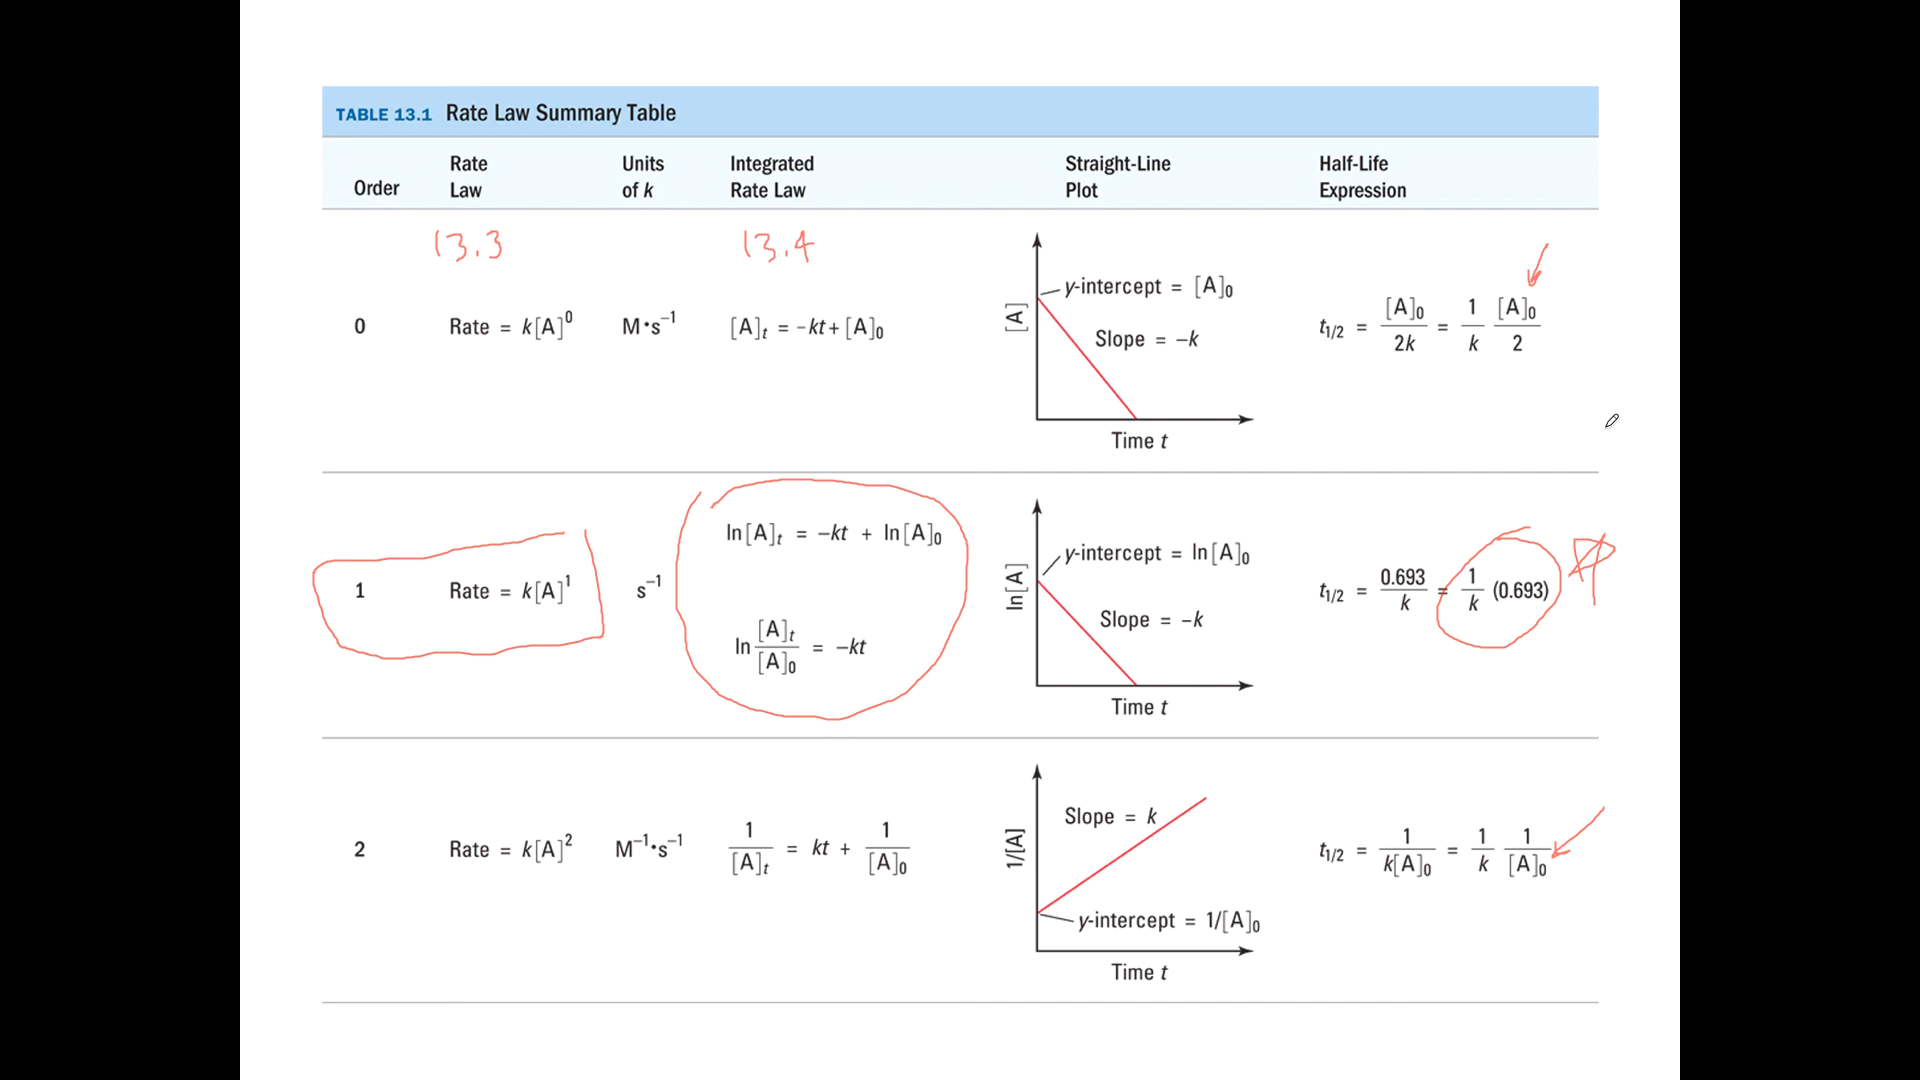 TABLE 13.1 Rate Law Summary Table
Order Rate Law Units of k Integrated Rate Law Straight-Line Plot Half-Life Expression
13.3 13.4
0 Rate = k[A]⁰ M•s⁻¹ [A]ₜ = -kt + [A]₀
[A]
y-intercept = [A]₀
Slope = -k
Time t
t₁/₂ = [A]₀/2k = 1/k [A]₀/2
1 Rate = k[A]¹ s⁻¹
ln[A]ₜ = -kt + ln[A]₀
ln [A]ₜ/[A]₀ = -kt
ln[A]
y-intercept = ln[A]₀
Slope = -k
Time t
t₁/₂ = 0.693/k = 1/k (0.693)
2 Rate = k[A]² M⁻¹•s⁻¹ 1/[A]ₜ = kt + 1/[A]₀
1/[A]
Slope = k
y-intercept = 1/[A]₀
Time t
t₁/₂ = 1/k[A]₀ = 1/k 1/[A]₀